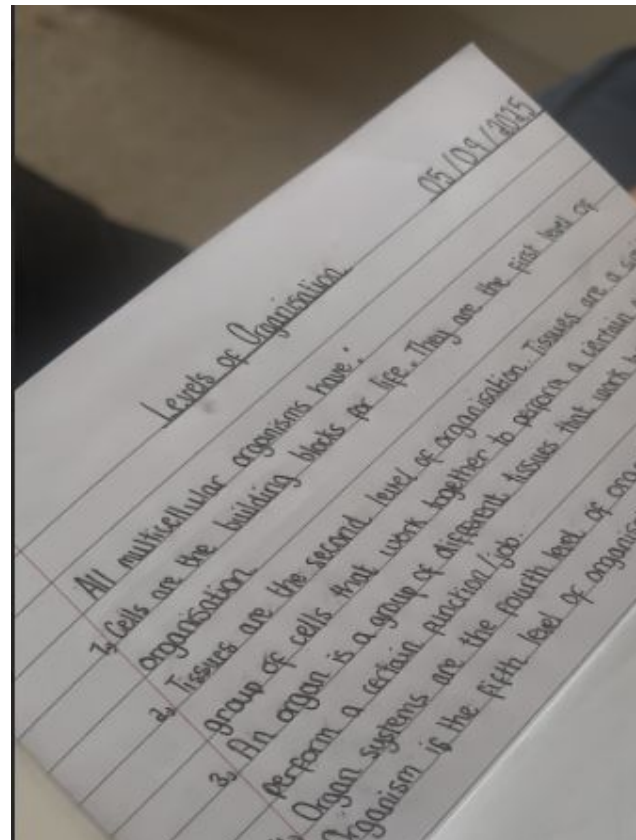 05/09/2025
Levels of Organisation
All multicellular organisms have:
1. Cells are the building blocks for life. They are the first level of
organisation.
2. Tissues are the second level of organisation. Tissues are a
group of cells that work together to perform a certain
3. An organ is a group of different tissues that work
perform a certain function/job.
Organ systems are the fourth level of
Organism is the fifth level of